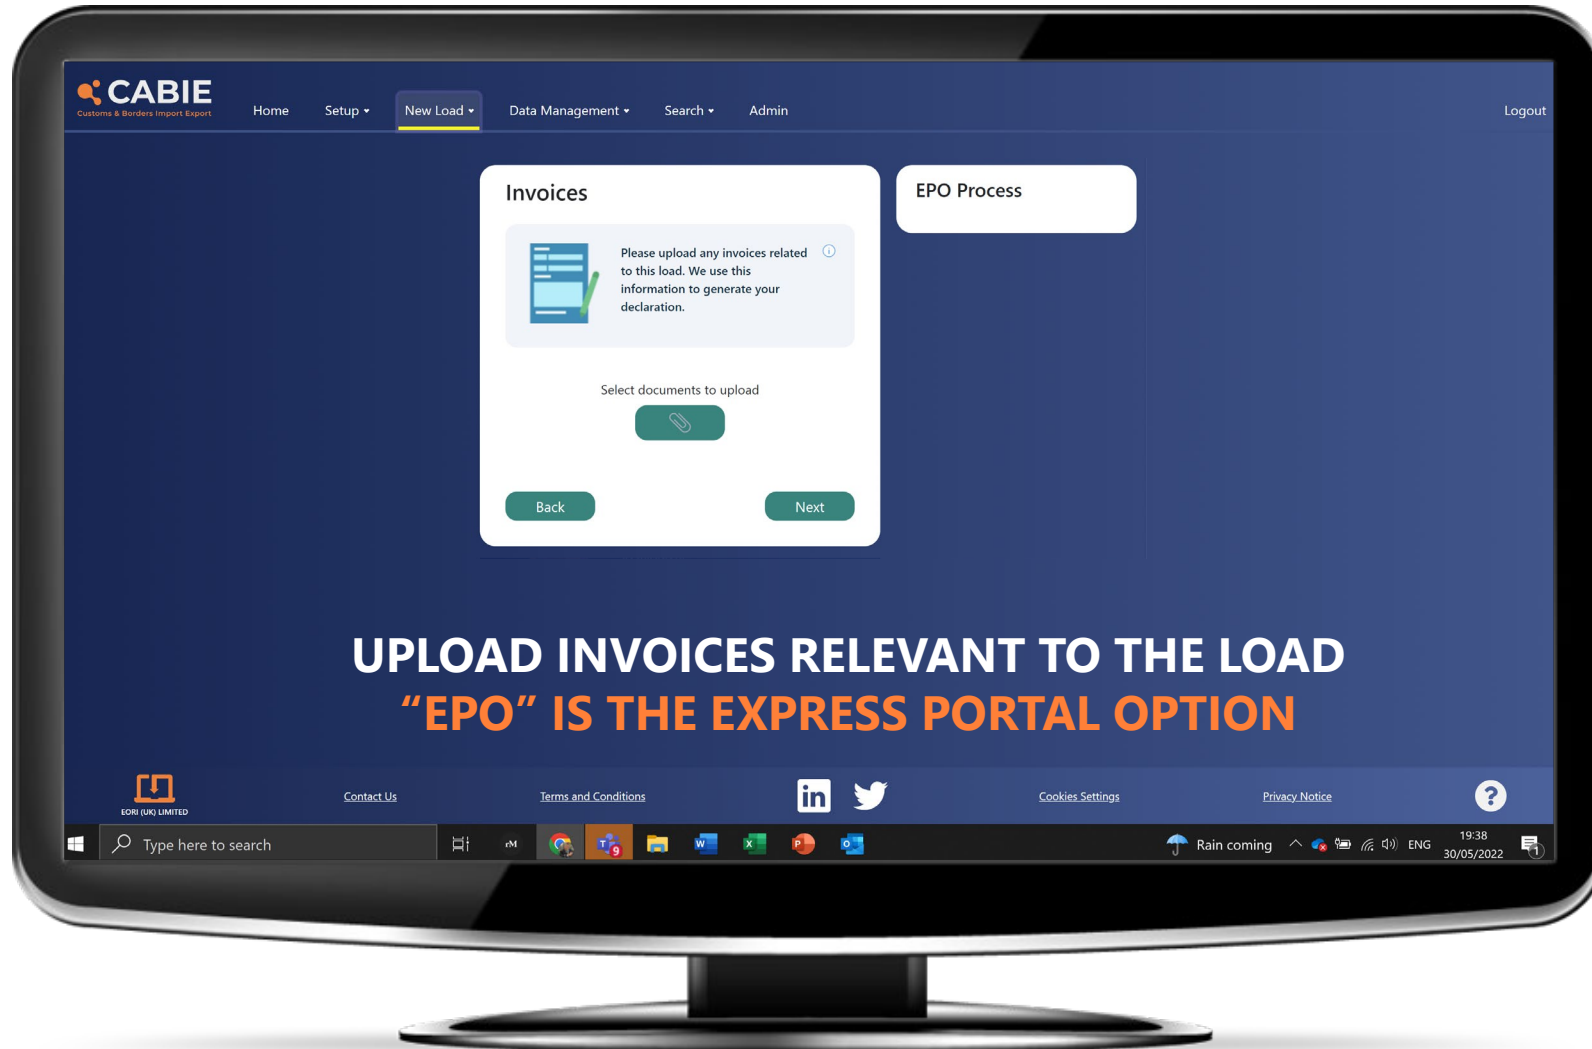 CABIE
Customs & Borders Import Export
Home Setup New Load Data Management Search Admin Logout
Invoices
Please upload any invoices related
to this load. We use this
information to generate your
declaration.
Select documents to upload
Back Next
EPO Process
UPLOAD INVOICES RELEVANT TO THE LOAD
“EPO” IS THE EXPRESS PORTAL OPTION
EORI (UK) LIMITED
Contact Us Terms and Conditions in Cookies Settings Privacy Notice ?
Type here to search rM 9 W X P O Rain coming ENG
19:38
30/05/2022
1